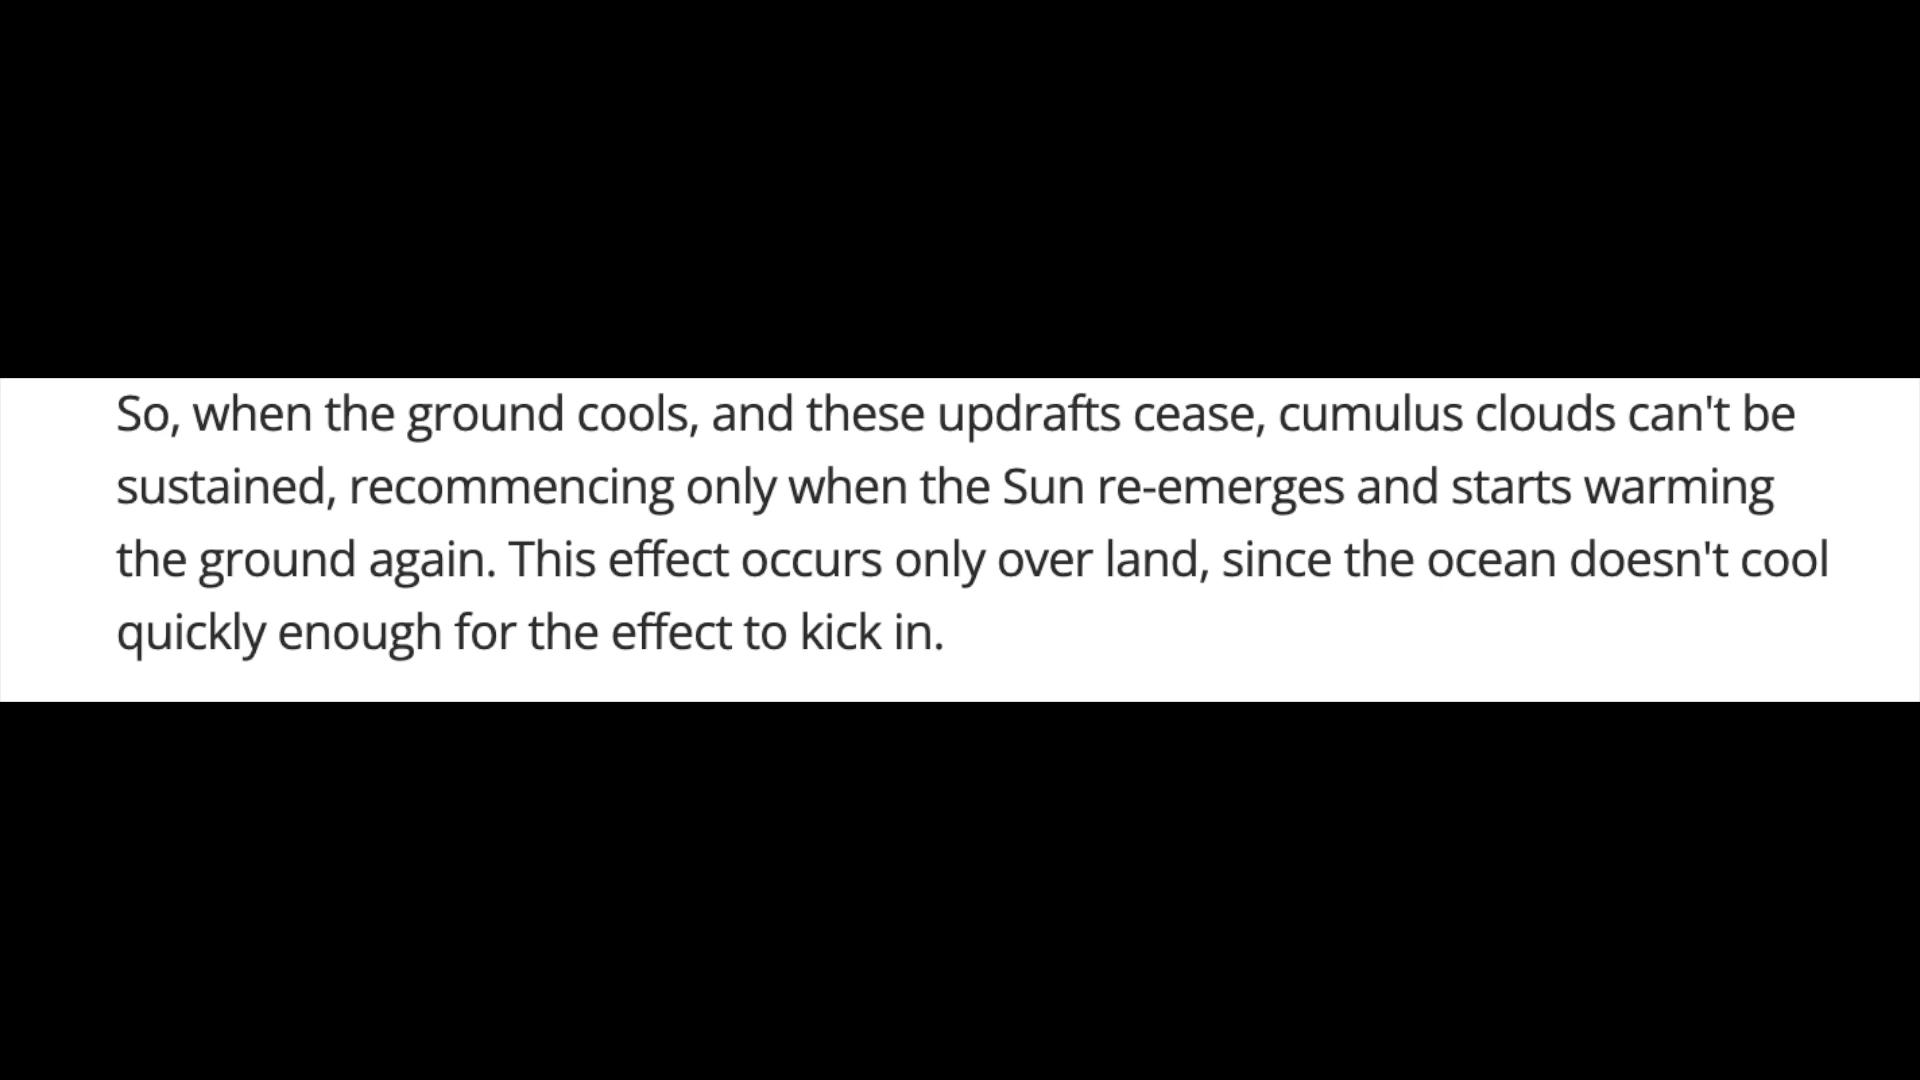 So, when the ground cools, and these updrafts cease, cumulus clouds can't be
sustained, recommencing only when the Sun re-emerges and starts warming
the ground again. This effect occurs only over land, since the ocean doesn't cool
quickly enough for the effect to kick in.